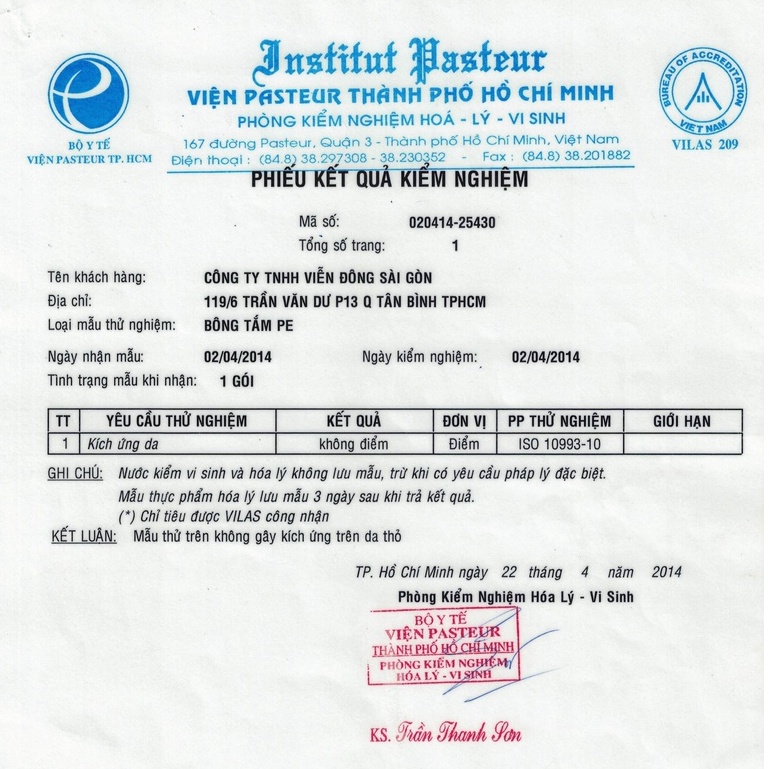 Institut Pasteur
VIỆN PASTEUR THÀNH PHỐ HỒ CHÍ MINH
PHÒNG KIỂM NGHIỆM HOÁ - LÝ - VI SINH
167 đường Pasteur, Quận 3 - Thành phố Hồ Chí Minh, Việt Nam
Điện thoại : (84.8) 38.297308 - 38.230352 - Fax : (84.8) 38.201882
BỘ Y TẾ
VIỆN PASTEUR TP. HCM
BUREAU OF ACCREDITATION
VIET NAM
VILAS 209
PHIẾU KẾT QUẢ KIỂM NGHIỆM
Mã số: 020414-25430
Tổng số trang: 1
Tên khách hàng: CÔNG TY TNHH VIỄN ĐÔNG SÀI GÒN
Địa chỉ: 119/6 TRẦN VĂN DƯ P13 Q TÂN BÌNH TPHCM
Loại mẫu thử nghiệm: BÔNG TẮM PE
Ngày nhận mẫu: 02/04/2014 Ngày kiểm nghiệm: 02/04/2014
Tình trạng mẫu khi nhận: 1 GÓI
TT YÊU CẦU THỬ NGHIỆM KẾT QUẢ ĐƠN VỊ PP THỬ NGHIỆM GIỚI HẠN
1 Kích ứng da không điểm Điểm ISO 10993-10
GHI CHÚ: Nước kiểm vi sinh và hóa lý không lưu mẫu, trừ khi có yêu cầu pháp lý đặc biệt.
Mẫu thực phẩm hóa lý lưu mẫu 3 ngày sau khi trả kết quả.
(*) Chỉ tiêu được VILAS công nhận
KẾT LUẬN: Mẫu thử trên không gây kích ứng trên da thỏ
TP. Hồ Chí Minh ngày 22 tháng 4 năm 2014
Phòng Kiểm Nghiệm Hóa Lý - Vi Sinh
BỘ Y TẾ
VIỆN PASTEUR
THÀNH PHỐ HỒ CHÍ MINH
PHÒNG KIỂM NGHIỆM
HÓA LÝ - VI SINH
KS. Trần Thanh Sơn